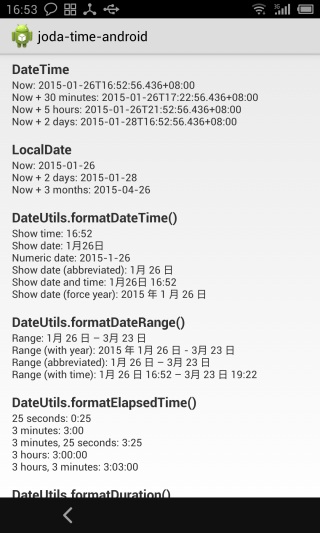 16:53
3G
joda-time-android
DateTime
Now: 2015-01-26T16:52:56.436+08:00
Now + 30 minutes: 2015-01-26T17:22:56.436+08:00
Now + 5 hours: 2015-01-26T21:52:56.436+08:00
Now + 2 days: 2015-01-28T16:52:56.436+08:00
LocalDate
Now: 2015-01-26
Now + 2 days: 2015-01-28
Now + 3 months: 2015-04-26
DateUtils.formatDateTime()
Show time: 16:52
Show date: 1月26日
Numeric date: 2015-1-26
Show date (abbreviated): 1月 26 日
Show date and time: 1月26日 16:52
Show date (force year): 2015 年 1 月 26 日
DateUtils.formatDateRange()
Range: 1月 26 日 – 3月 23 日
Range (with year): 2015 年 1月 26 日 - 3月 23 日
Range (abbreviated): 1月 26 日 – 3月 23 日
Range (with time): 1月 26 日 16:52 – 3月 23 日 19:22
DateUtils.formatElapsedTime()
25 seconds: 0:25
3 minutes: 3:00
3 minutes, 25 seconds: 3:25
3 hours: 3:00:00
3 hours, 3 minutes: 3:03:00
DateUtils.formatDuration()